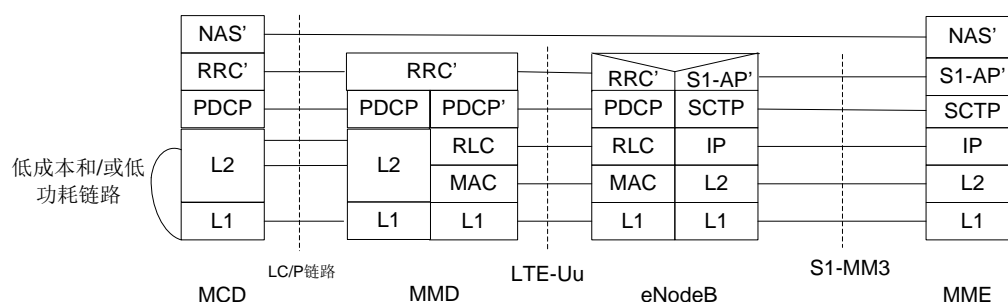 NAS’ NAS’
RRC’ RRC’ RRC’ S1-AP’ S1-AP’
PDCP PDCP PDCP’ PDCP SCTP SCTP
低成本和/或低
功耗链路
L2 L2 RLC RLC IP IP
MAC MAC L2 L2
L1 L1 L1 L1 L1 L1
LC/P链路 LTE-Uu S1-MM3
MCD MMD eNodeB MME